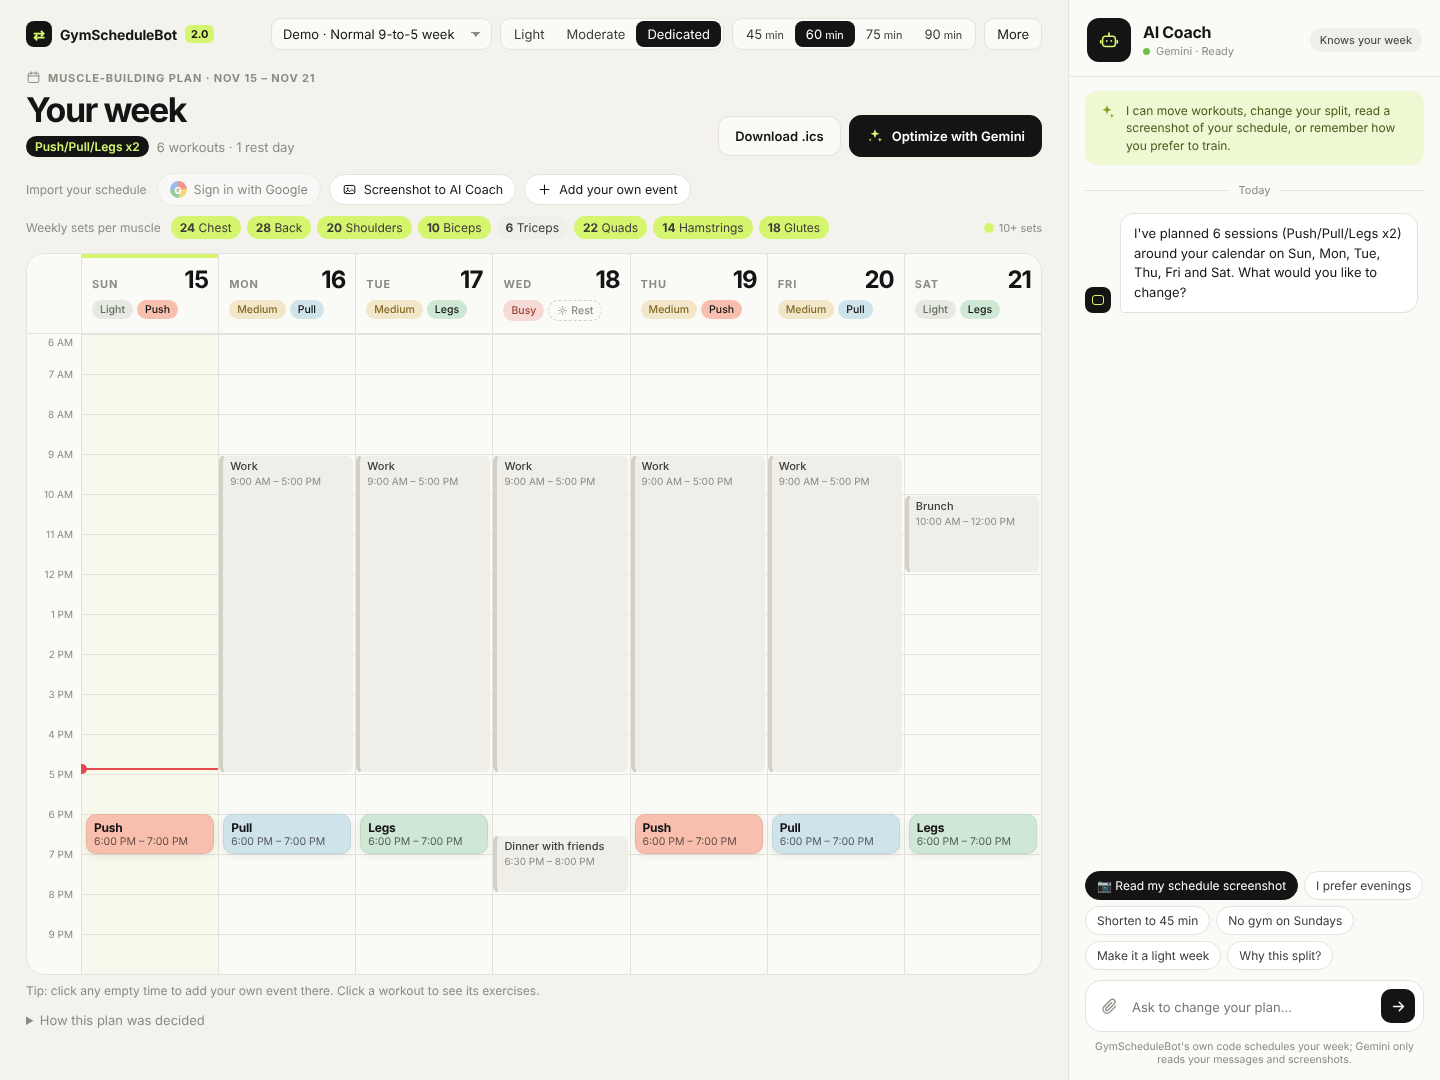 GymScheduleBot 2.0
Demo · Normal 9-to-5 week
Light Moderate Dedicated
45 min 60 min 75 min 90 min
More
MUSCLE-BUILDING PLAN · NOV 15 – NOV 21
Your week
Push/Pull/Legs x2 6 workouts · 1 rest day
Download .ics
Optimize with Gemini
Import your schedule
G Sign in with Google
Screenshot to AI Coach
Add your own event
Weekly sets per muscle
24 Chest
28 Back
20 Shoulders
10 Biceps
6 Triceps
22 Quads
14 Hamstrings
18 Glutes
10+ sets
SUN 15
Light Push
MON 16
Medium Pull
TUE 17
Medium Legs
WED 18
Busy Rest
THU 19
Medium Push
FRI 20
Medium Pull
SAT 21
Light Legs
6 AM
7 AM
8 AM
9 AM
10 AM
11 AM
12 PM
1 PM
2 PM
3 PM
4 PM
5 PM
6 PM
7 PM
8 PM
9 PM
Push
6:00 PM – 7:00 PM
Work
9:00 AM – 5:00 PM
Pull
6:00 PM – 7:00 PM
Work
9:00 AM – 5:00 PM
Legs
6:00 PM – 7:00 PM
Work
9:00 AM – 5:00 PM
Dinner with friends
6:30 PM – 8:00 PM
Work
9:00 AM – 5:00 PM
Push
6:00 PM – 7:00 PM
Work
9:00 AM – 5:00 PM
Pull
6:00 PM – 7:00 PM
Brunch
10:00 AM – 12:00 PM
Legs
6:00 PM – 7:00 PM
Tip: click any empty time to add your own event there. Click a workout to see its exercises.
How this plan was decided
AI Coach
Gemini · Ready
Knows your week
I can move workouts, change your split, read a
screenshot of your schedule, or remember how
you prefer to train.
Today
I've planned 6 sessions (Push/Pull/Legs x2)
around your calendar on Sun, Mon, Tue,
Thu, Fri and Sat. What would you like to
change?
Read my schedule screenshot
I prefer evenings
Shorten to 45 min
No gym on Sundays
Make it a light week
Why this split?
Ask to change your plan...
GymScheduleBot's own code schedules your week; Gemini only
reads your messages and screenshots.